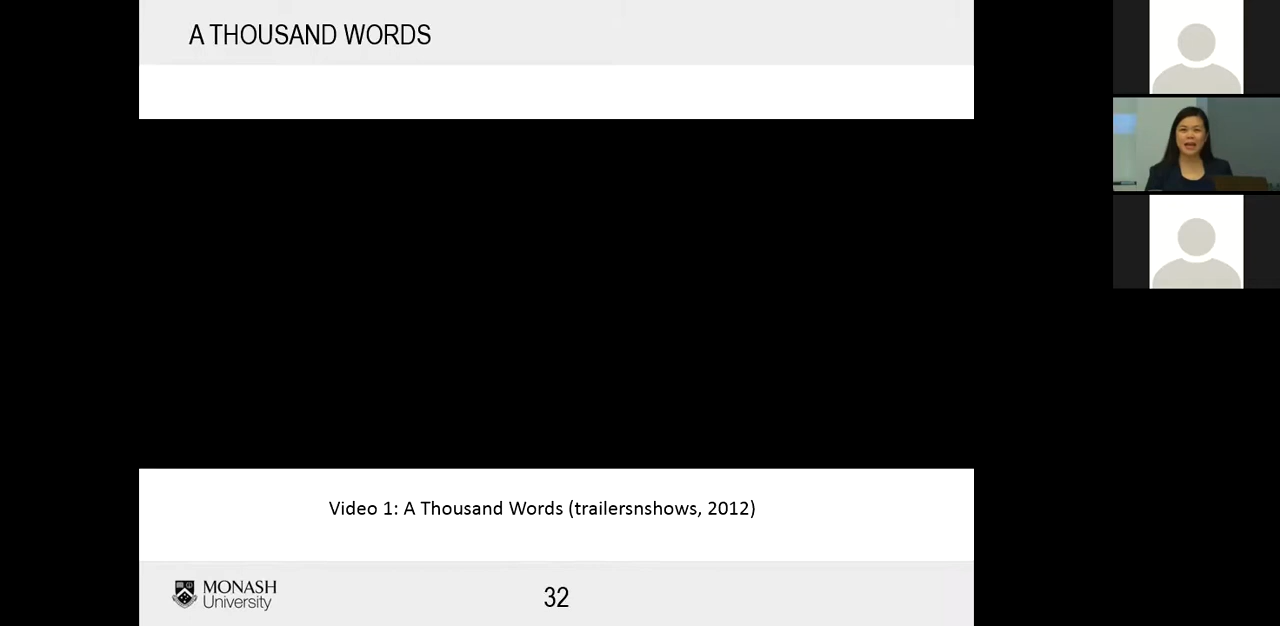 A THOUSAND WORDS
Video 1: A Thousand Words (trailersnshows, 2012)
MONASH
University
32